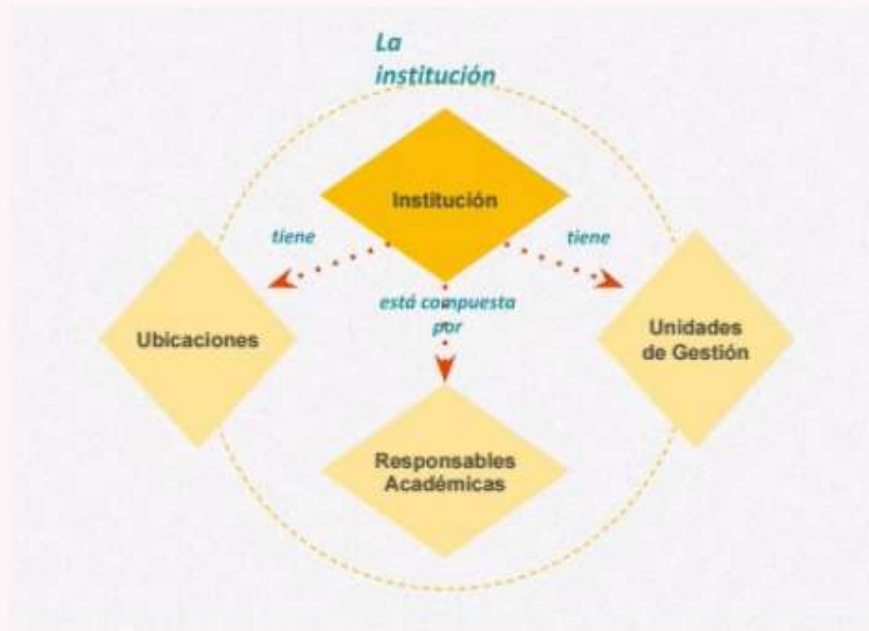 La
institución
Institución
tiene
tiene
está compuesta
por
Ubicaciones
Unidades
de Gestión
Responsables
Académicas